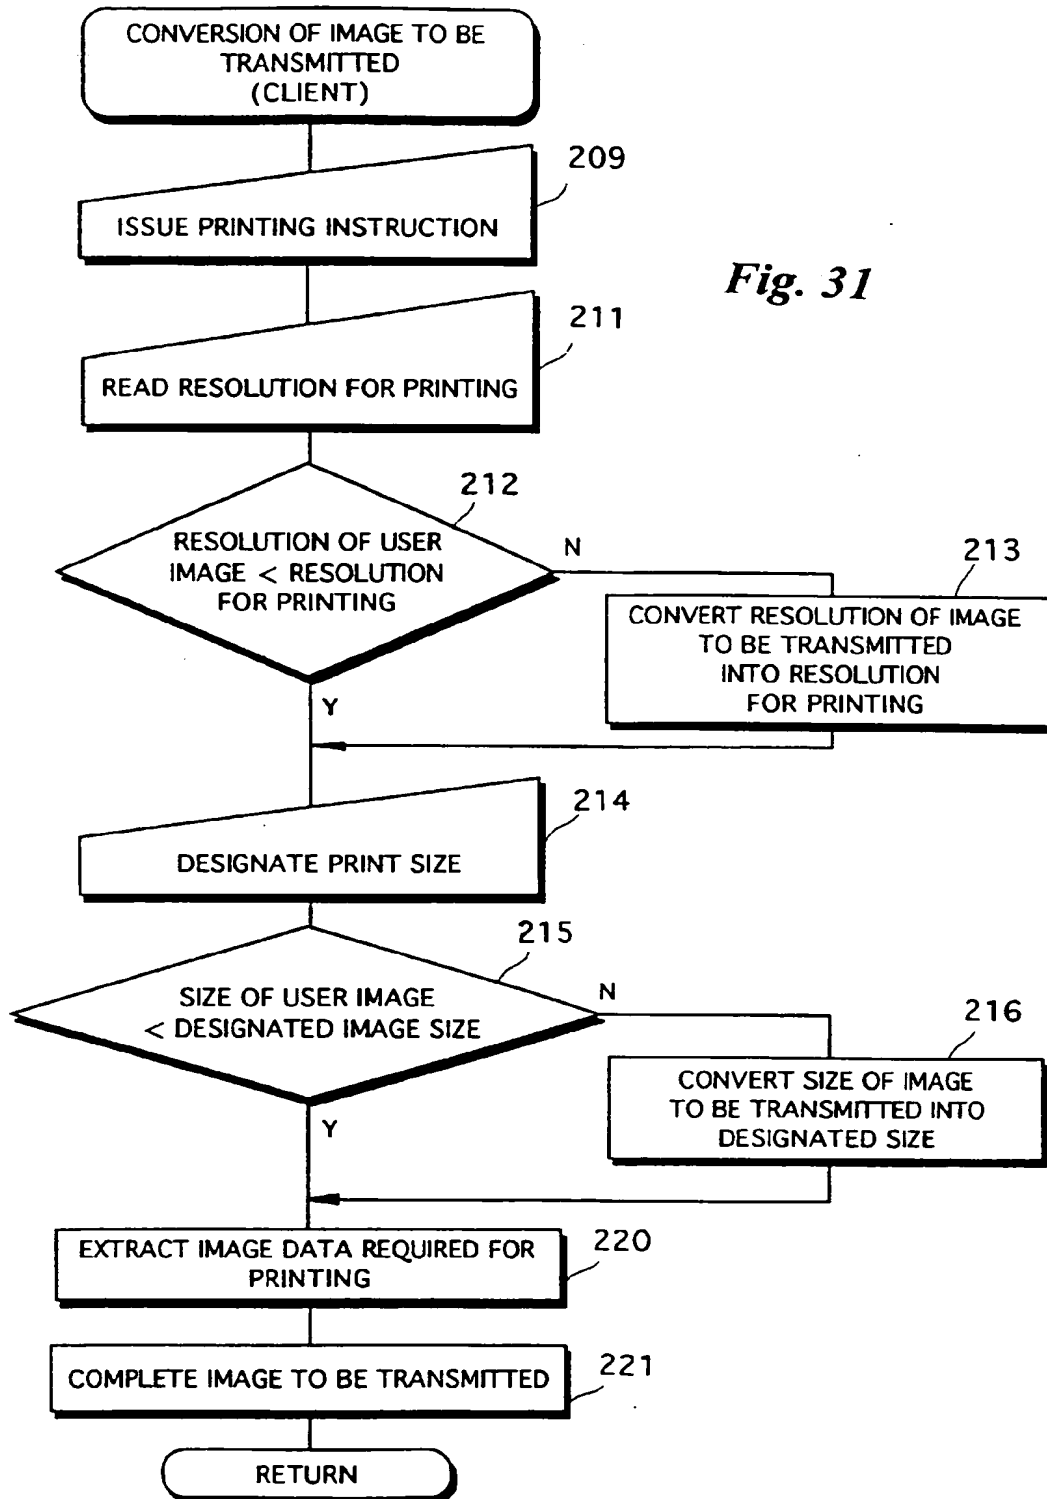 CONVERSION OF IMAGE TO BE
TRANSMITTED
(CLIENT)
209
ISSUE PRINTING INSTRUCTION
Fig. 31
211
READ RESOLUTION FOR PRINTING
212
RESOLUTION OF USER
IMAGE < RESOLUTION
FOR PRINTING
N
213
CONVERT RESOLUTION OF IMAGE
TO BE TRANSMITTED
INTO RESOLUTION
FOR PRINTING
Y
214
DESIGNATE PRINT SIZE
215
SIZE OF USER IMAGE
< DESIGNATED IMAGE SIZE
N
216
CONVERT SIZE OF IMAGE
TO BE TRANSMITTED INTO
DESIGNATED SIZE
Y
EXTRACT IMAGE DATA REQUIRED FOR
PRINTING
220
COMPLETE IMAGE TO BE TRANSMITTED
221
RETURN